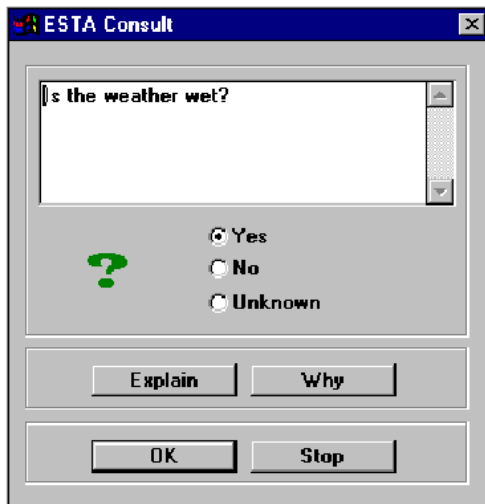 ESTA Consult
Is the weather wet?
Yes
No
Unknown
Explain Why
OK Stop